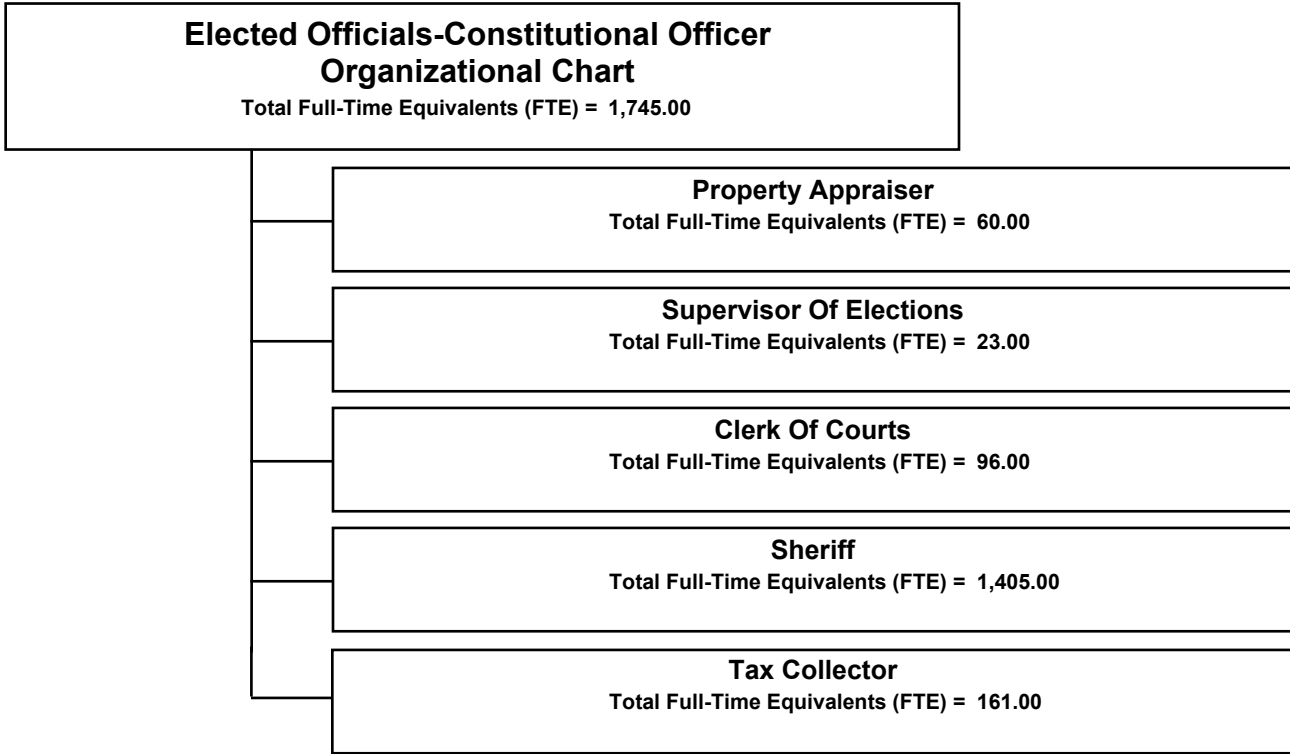 Elected Officials-Constitutional Officer
Organizational Chart
Total Full-Time Equivalents (FTE) = 1,745.00
Property Appraiser
Total Full-Time Equivalents (FTE) = 60.00
Supervisor Of Elections
Total Full-Time Equivalents (FTE) = 23.00
Clerk Of Courts
Total Full-Time Equivalents (FTE) = 96.00
Sheriff
Total Full-Time Equivalents (FTE) = 1,405.00
Tax Collector
Total Full-Time Equivalents (FTE) = 161.00